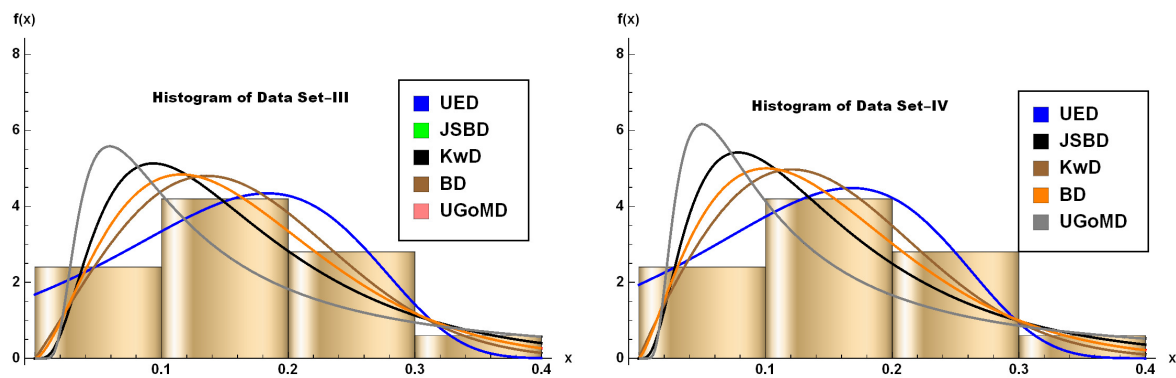 f(x)
8
6
4
2
0
Histogram of Data Set-III
UED
JSBD
KwD
BD
UGoMD
0.1
0.2
0.3
0.4
x
f(x)
8
6
4
2
0
Histogram of Data Set-IV
UED
JSBD
KwD
BD
UGoMD
0.1
0.2
0.3
0.4
x